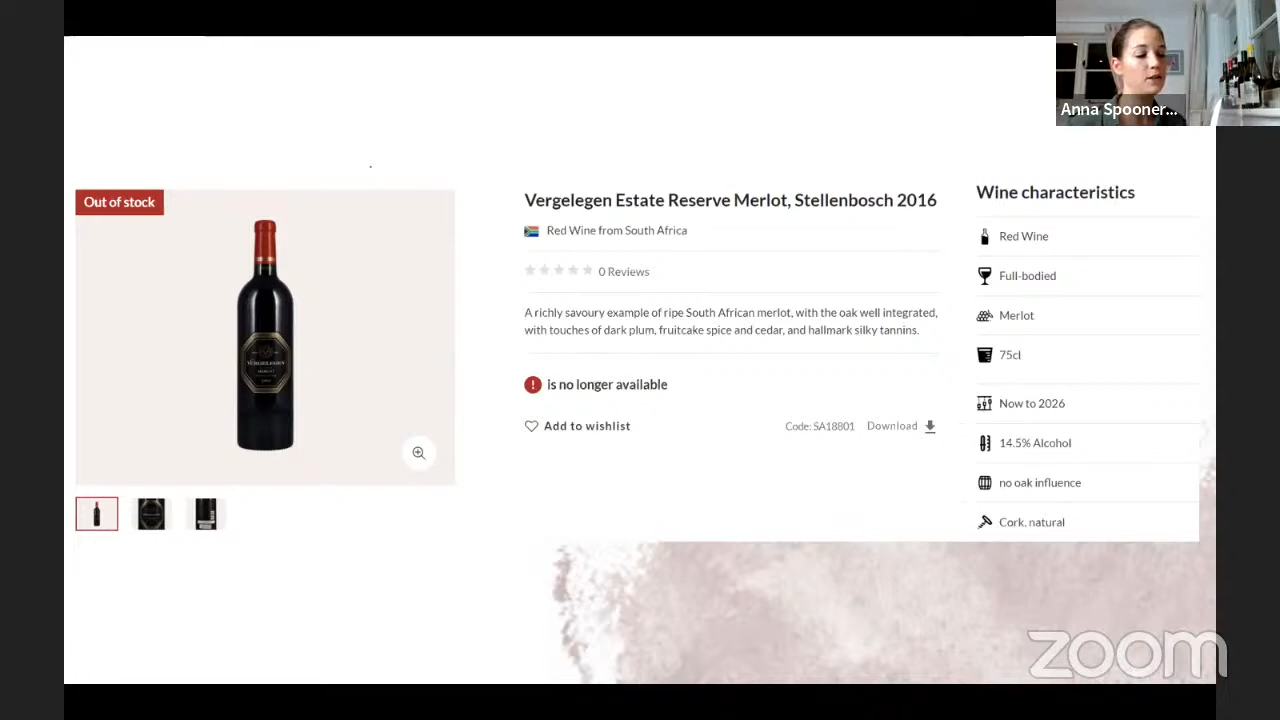 Anna Spooner...
Out of stock
VERGELEGEN
MERLOT
Vergelegen Estate Reserve Merlot, Stellenbosch 2016
Red Wine from South Africa
0 Reviews
A richly savoury example of ripe South African merlot, with the oak well integrated,
with touches of dark plum, fruitcake spice and cedar, and hallmark silky tannins.
! is no longer available
Add to wishlist
Code: SA18801 Download
Wine characteristics
Red Wine
Full-bodied
Merlot
75cl
Now to 2026
14.5% Alcohol
no oak influence
Cork, natural
zoom